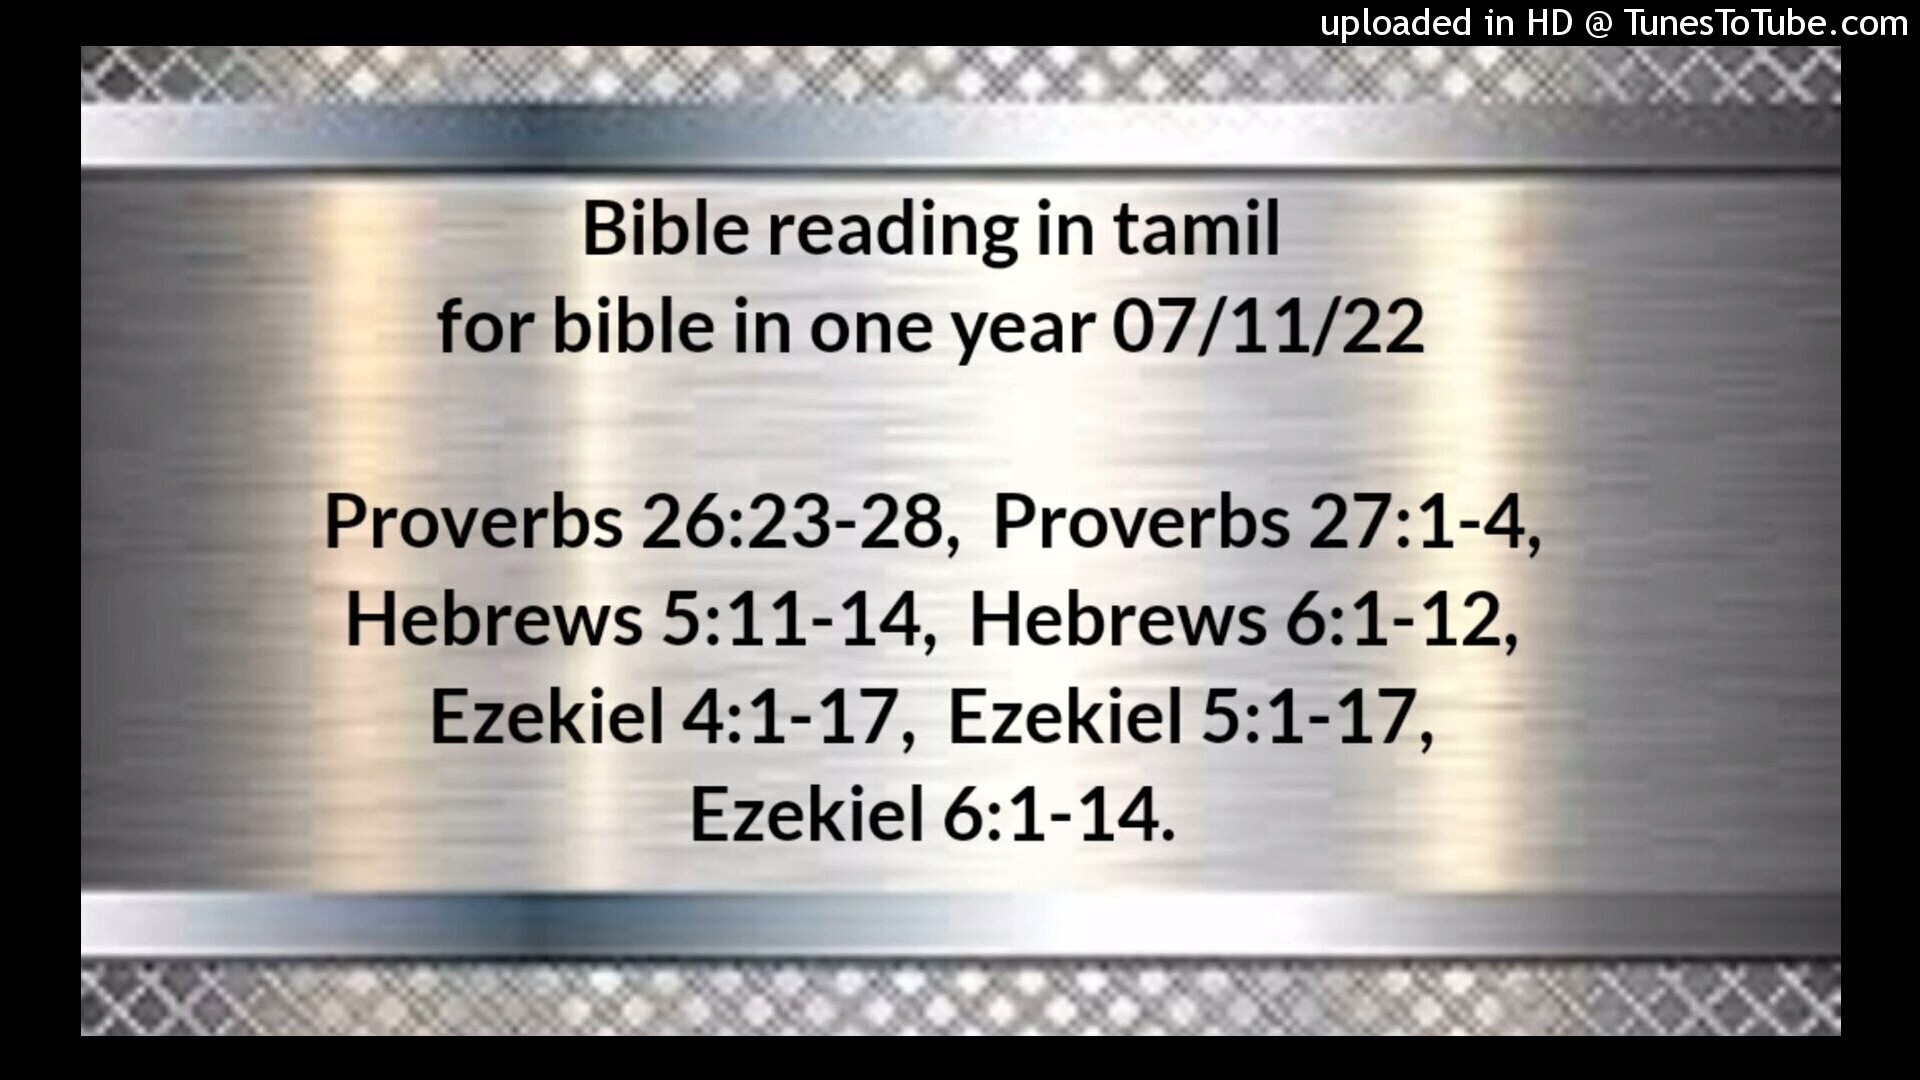 uploaded in HD @ TunesToTube.com
Bible reading in tamil
for bible in one year 07/11/22
Proverbs 26:23-28, Proverbs 27:1-4,
Hebrews 5:11-14, Hebrews 6:1-12,
Ezekiel 4:1-17, Ezekiel 5:1-17,
Ezekiel 6:1-14.